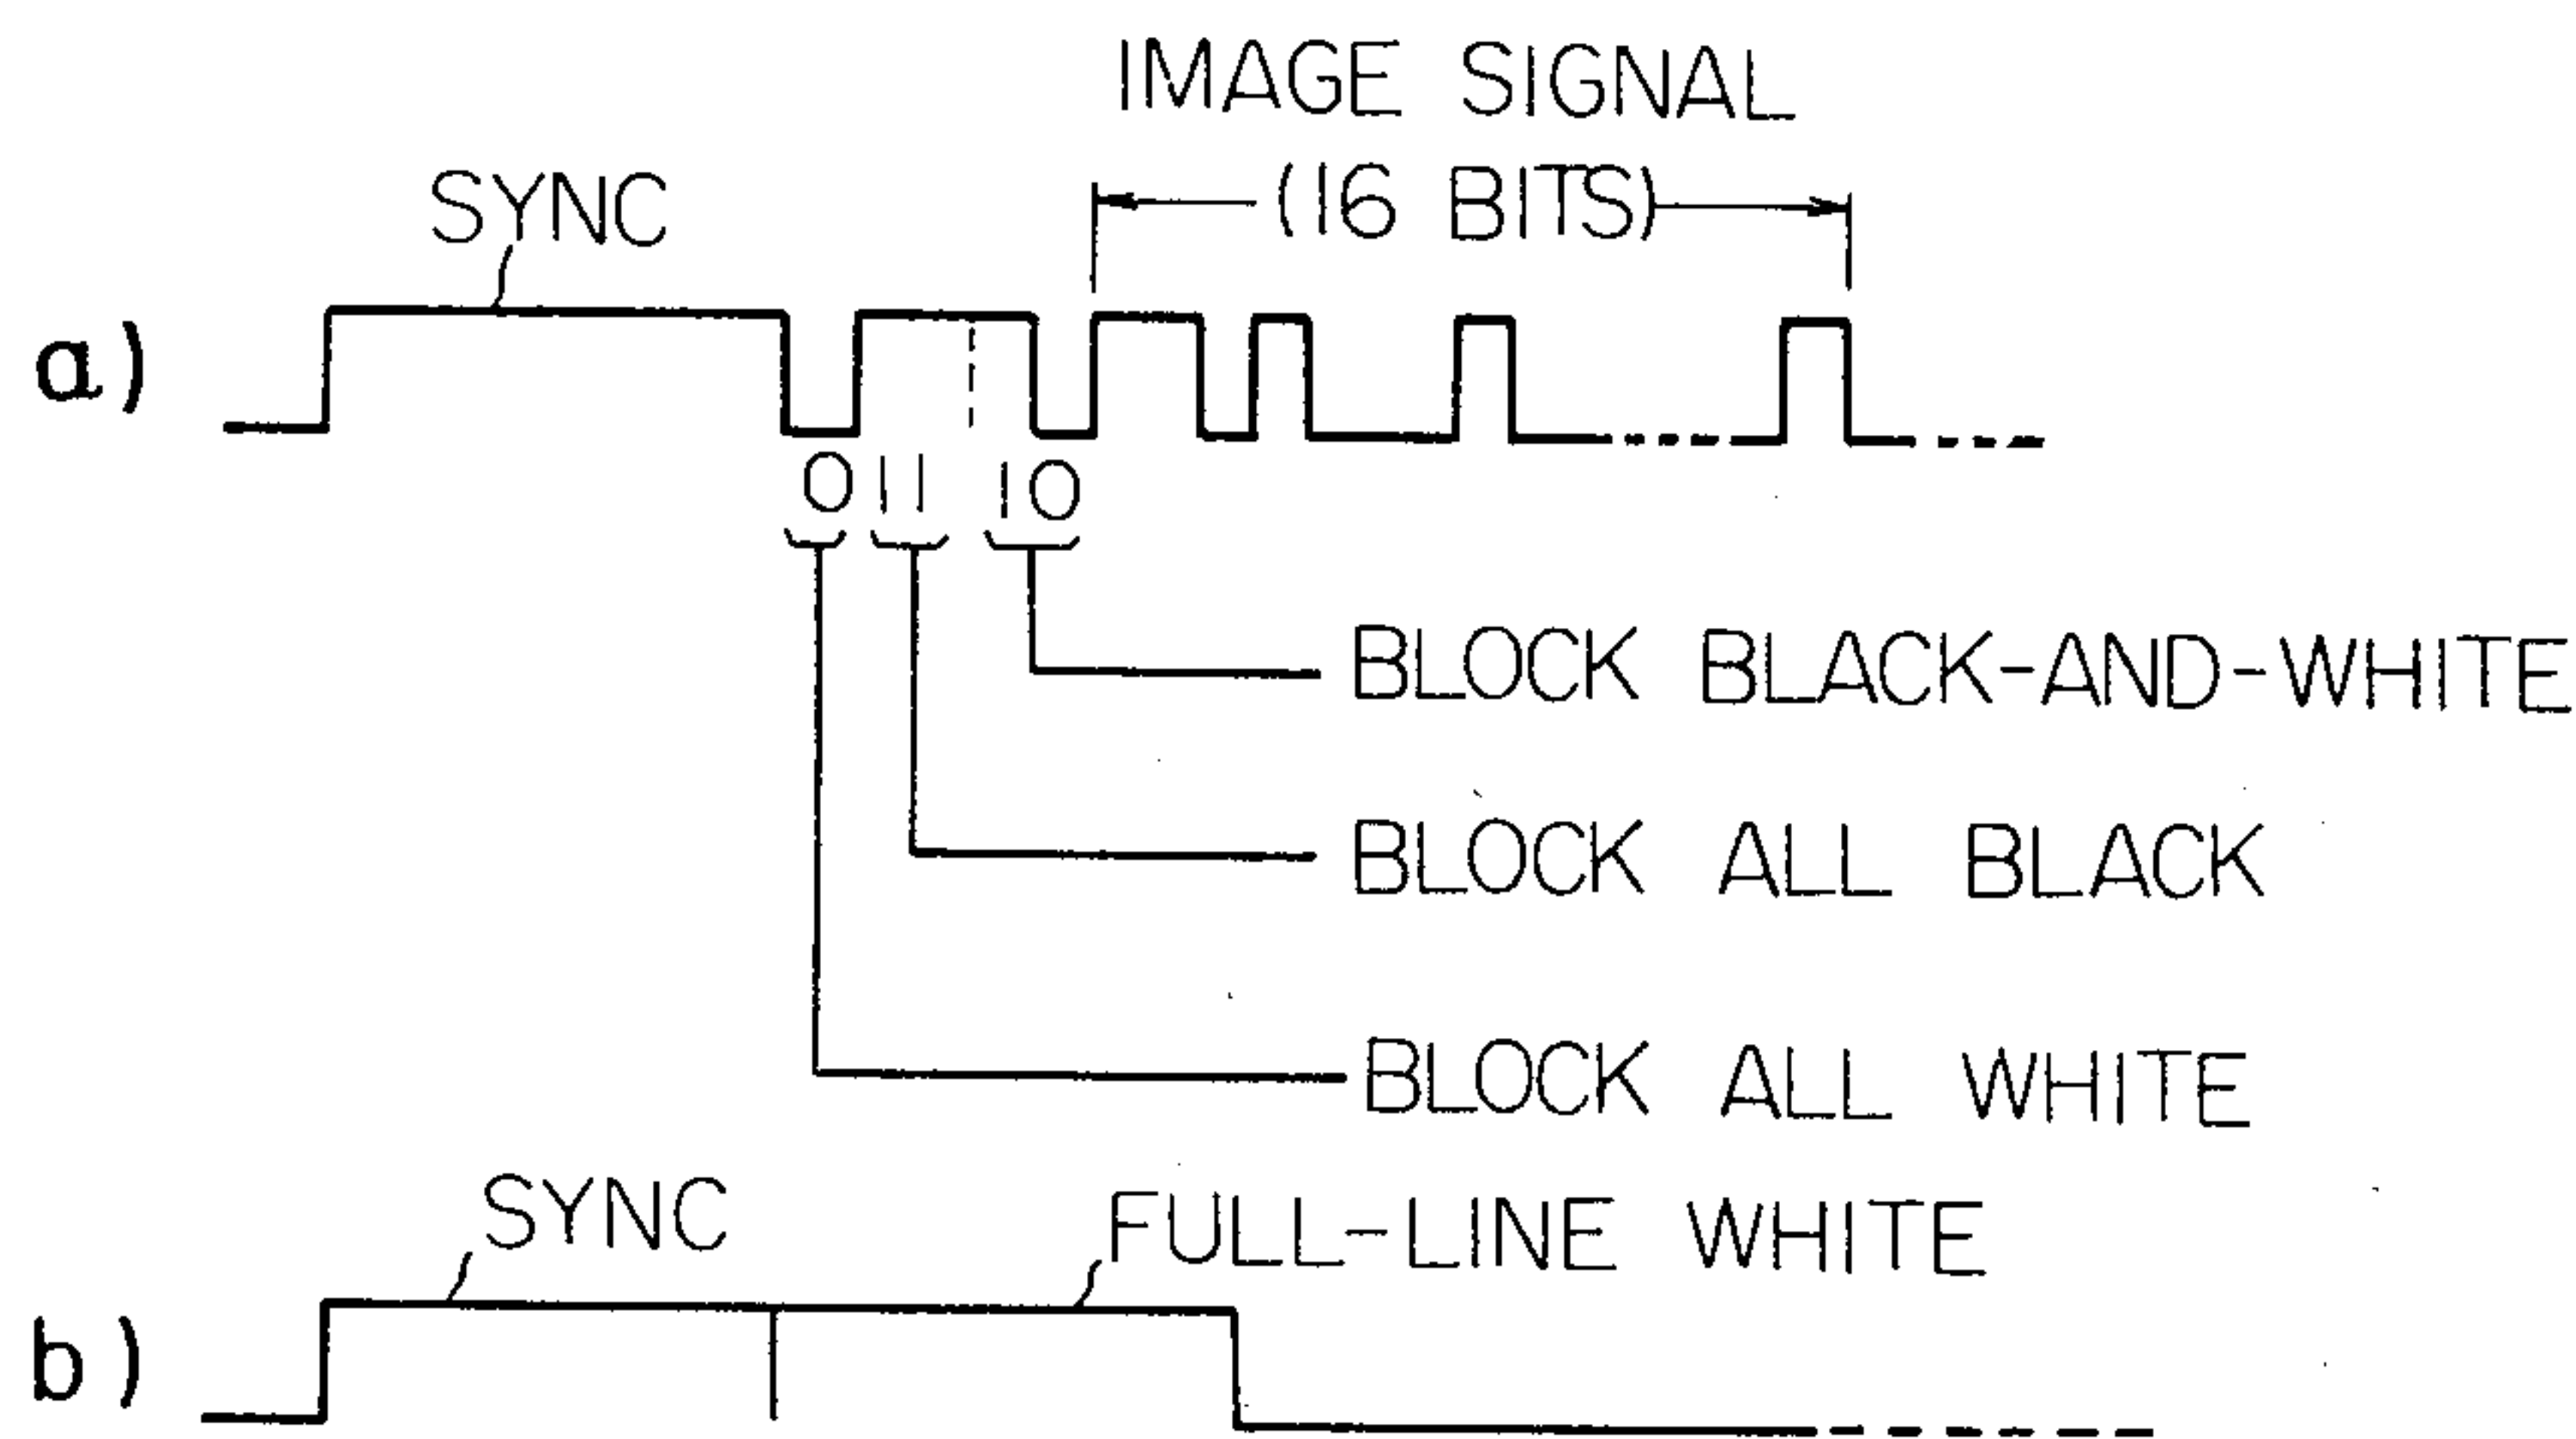 IMAGE SIGNAL
(16 BITS)
SYNC
a)
0 11 10
BLOCK BLACK-AND-WHITE
BLOCK ALL BLACK
BLOCK ALL WHITE
SYNC
FULL-LINE WHITE
b)